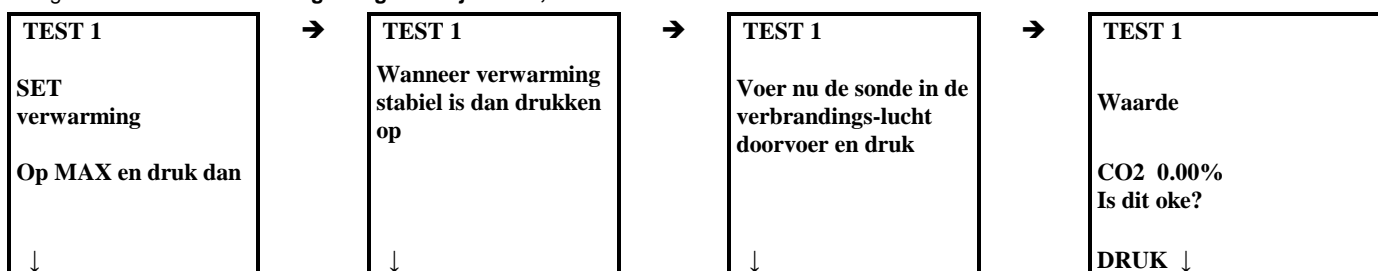 TEST 1
SET
verwarming
Op MAX en druk dan
↓
➔
TEST 1
Wanneer verwarming
stabiel is dan drukken
op
↓
➔
TEST 1
Voer nu de sonde in de
verbrandings-lucht
doorvoer en druk
↓
➔
TEST 1
Waarde
CO2 0.00%
Is dit oke?
DRUK ↓